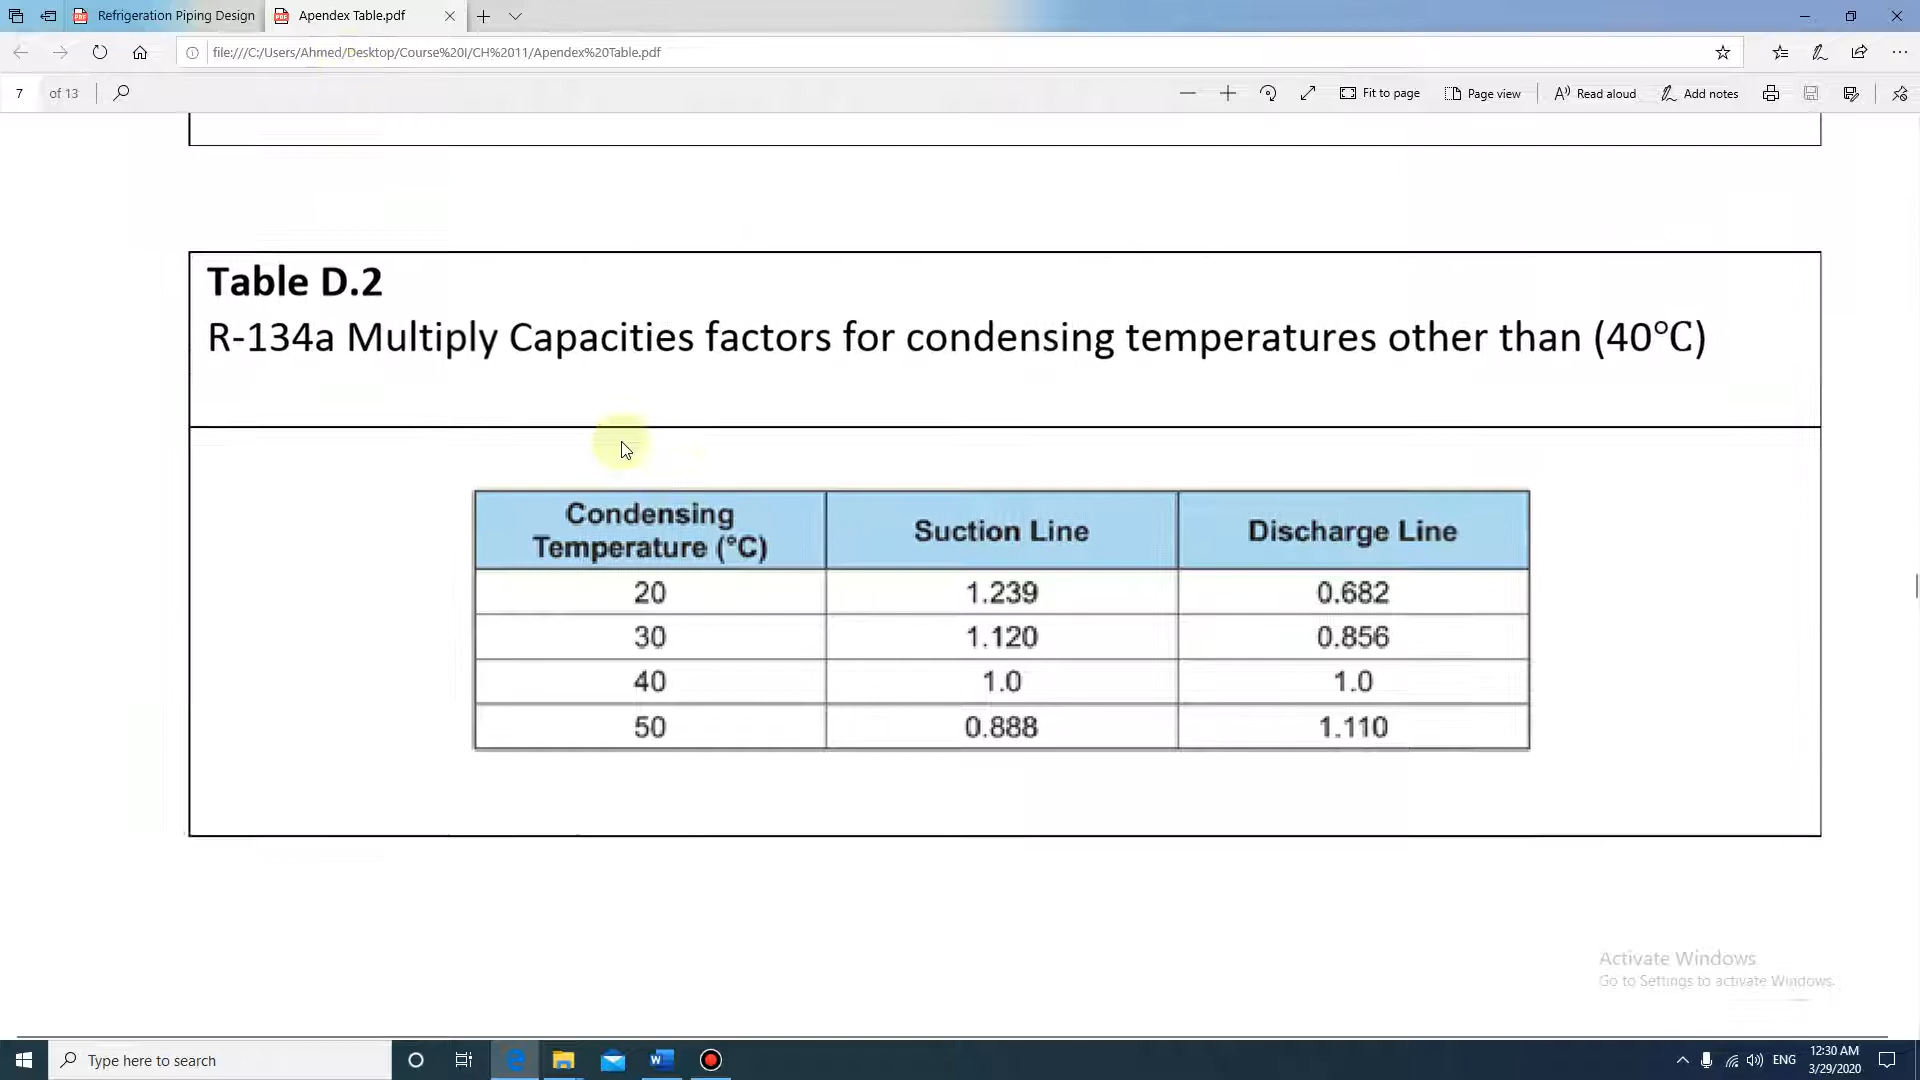 Refrigeration Piping Design
Apendex Table.pdf
file:///C:/Users/Ahmed/Desktop/Course%20I/CH%2011/Apendex%20Table.pdf
7 of 13
Fit to page
Page view
Read aloud
Add notes
Table D.2
R-134a Multiply Capacities factors for condensing temperatures other than (40°C)
Condensing Temperature (°C) Suction Line Discharge Line
20 1.239 0.682
30 1.120 0.856
40 1.0 1.0
50 0.888 1.110
Activate Windows
Go to Settings to activate Windows.
Type here to search
ENG
12:30 AM
3/29/2020